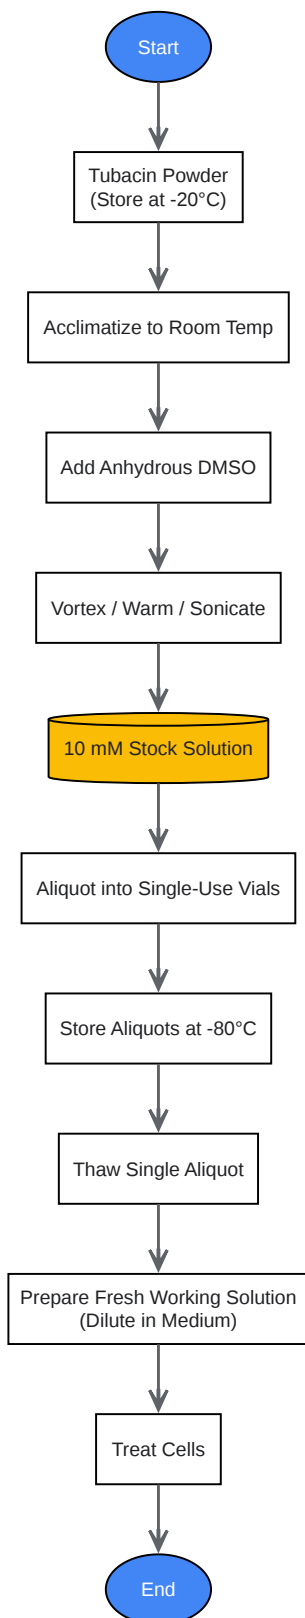 Start
Tubacin Powder
(Store at -20°C)
Acclimatize to Room Temp
Add Anhydrous DMSO
Vortex / Warm / Sonicate
10 mM Stock Solution
Aliquot into Single-Use Vials
Store Aliquots at -80°C
Thaw Single Aliquot
Prepare Fresh Working Solution
(Dilute in Medium)
Treat Cells
End